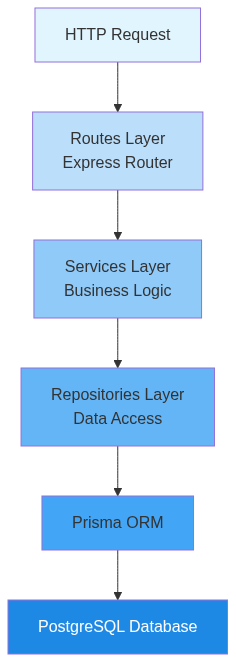 HTTP Request
Routes Layer
Express Router
Services Layer
Business Logic
Repositories Layer
Data Access
Prisma ORM
PostgreSQL Database